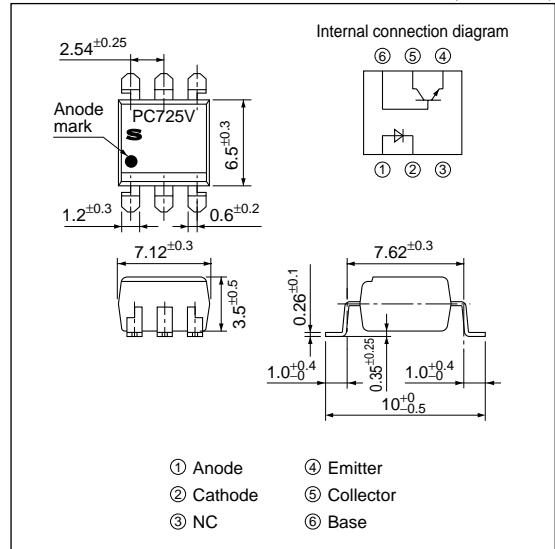 Internal connection diagram
⑥ ⑤ ④
① ② ③
2.54±0.25
Anode
mark
PC725V
6.5±0.3
1.2±0.3
0.6±0.2
7.12±0.3
3.5±0.5
7.62±0.3
0.26±0.1
0.35±0.25
1.0+0.4 -0
1.0+0.4 -0
10+0 -0.5
① Anode ④ Emitter
② Cathode ⑤ Collector
③ NC ⑥ Base